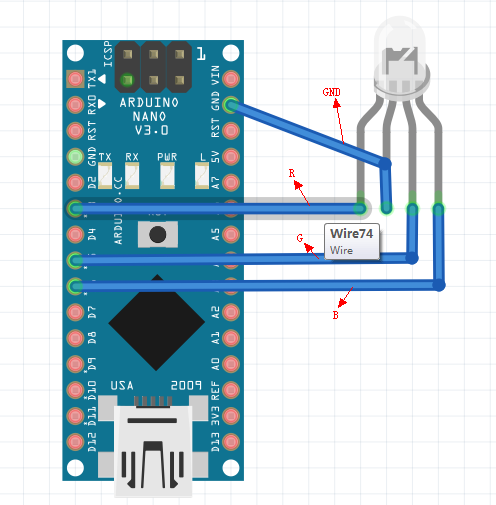 ICSP
1
TX1
VIN
RX0
GND
ARDUINO
NANO
V3.0
RST
RST
GND
5V
TX
RX
PWR
L
D2
A7
ARDUINO.CC
D4
A5
D7
A2
D8
A1
D9
A0
D10
REF
USA
2009
D11
3V3
D12
D13
GND
R
G
B
Wire74
Wire